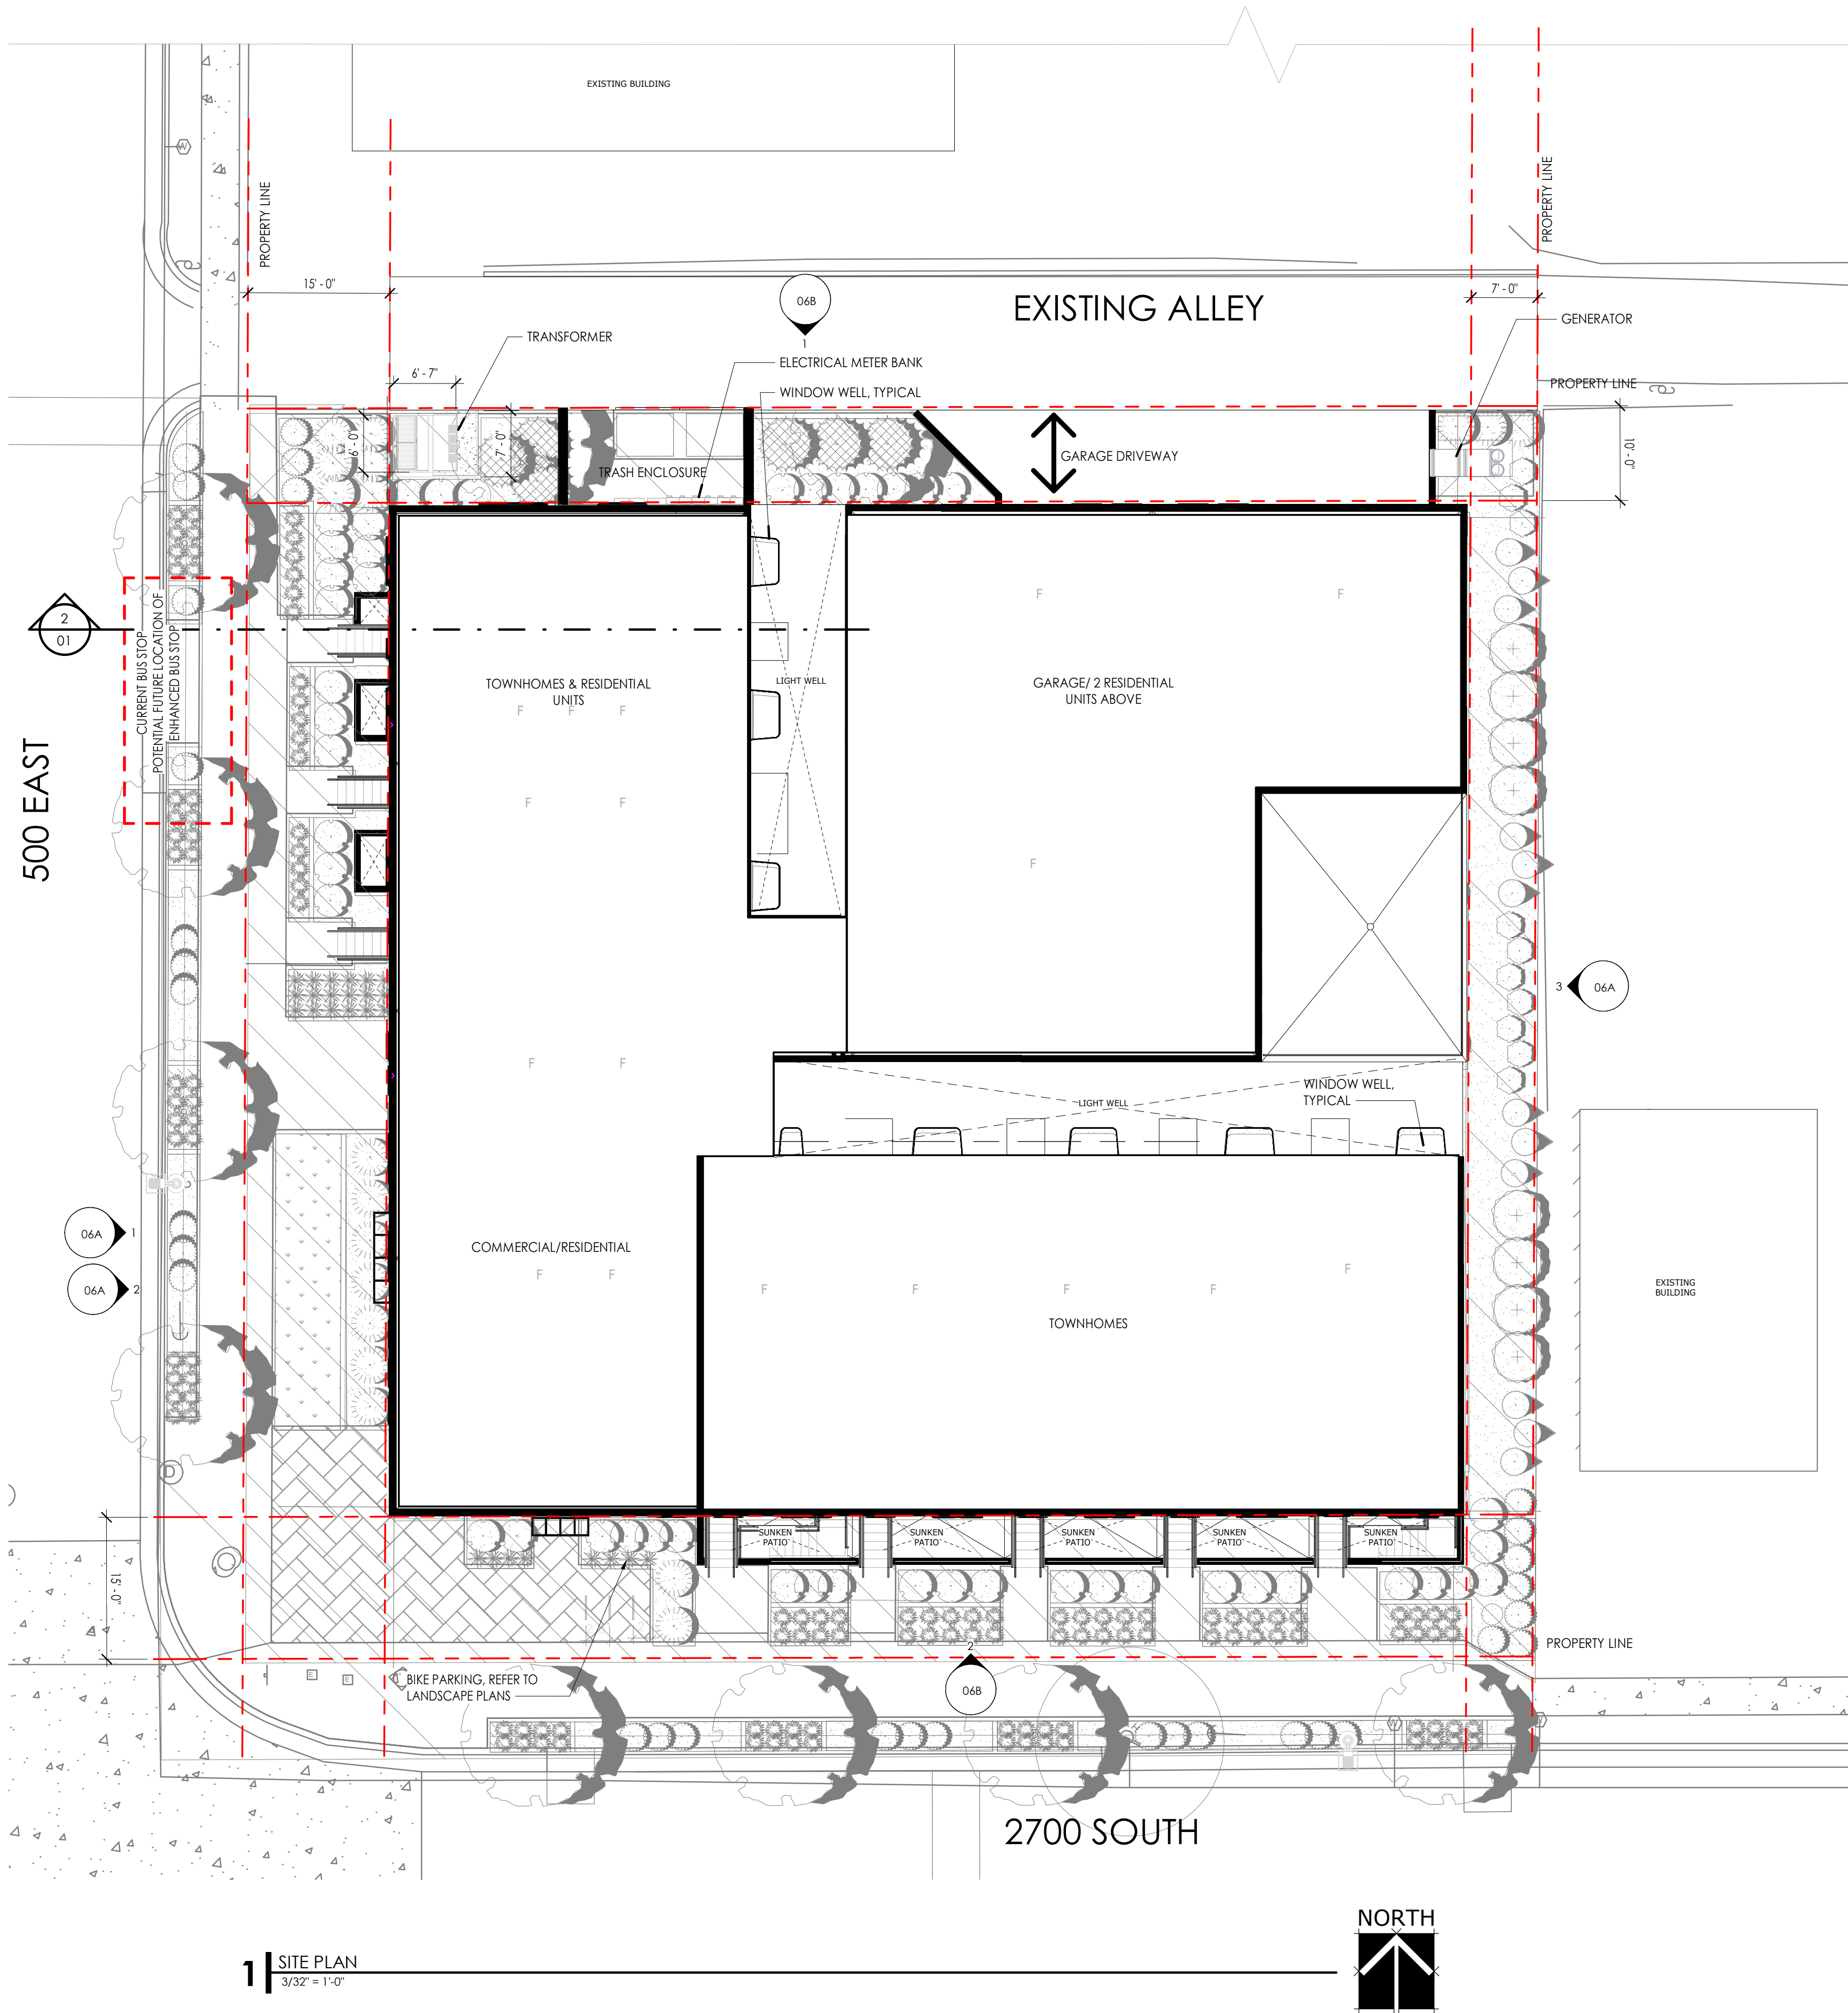 EXISTING BUILDING
PROPERTY LINE
PROPERTY LINE
15' - 0"
06B
1
EXISTING ALLEY
7' - 0"
GENERATOR
TRANSFORMER
ELECTRICAL METER BANK
6' - 7"
WINDOW WELL, TYPICAL
PROPERTY LINE
6' - 0"
7' - 0"
10' - 0"
TRASH ENCLOSURE
GARAGE DRIVEWAY
2
01
CURRENT BUS STOP
POTENTIAL FUTURE LOCATION OF
ENHANCED BUS STOP
F
F
TOWNHOMES & RESIDENTIAL
UNITS
LIGHT WELL
GARAGE/ 2 RESIDENTIAL
UNITS ABOVE
F
F
F
500 EAST
F
F
F
3
06A
F
F
WINDOW WELL,
TYPICAL
LIGHT WELL
06A
1
06A
2
COMMERCIAL/RESIDENTIAL
F
F
F
F
F
F
F
EXISTING
BUILDING
TOWNHOMES
D
SUNKEN
PATIO
SUNKEN
PATIO
SUNKEN
PATIO
SUNKEN
PATIO
SUNKEN
PATIO
15' - 0"
PROPERTY LINE
2
06B
E
E
BIKE PARKING, REFER TO
LANDSCAPE PLANS
2700 SOUTH
NORTH
1
SITE PLAN
3/32" = 1'-0"